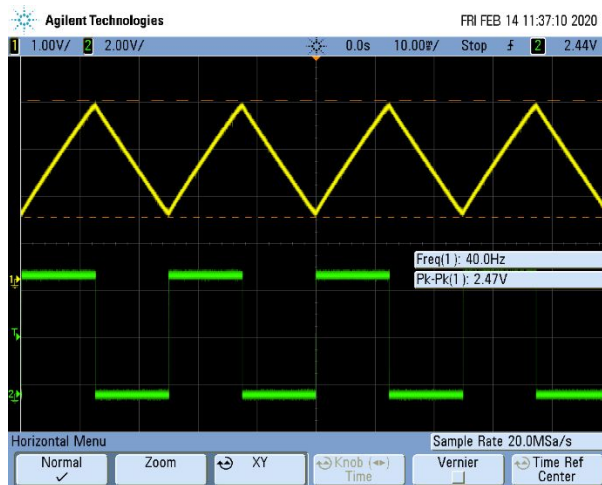 Agilent Technologies FRI FEB 14 11:37:10 2020
1 1.00V/ 2 2.00V/ 0.0s 10.00㎳/ Stop 2 2.44V
Freq(1): 40.0Hz
1 Pk-Pk(1): 2.47V
T
2
Horizontal Menu Sample Rate 20.0MSa/s
Normal Zoom XY Knob Vernier Time Ref
✓ Time Center